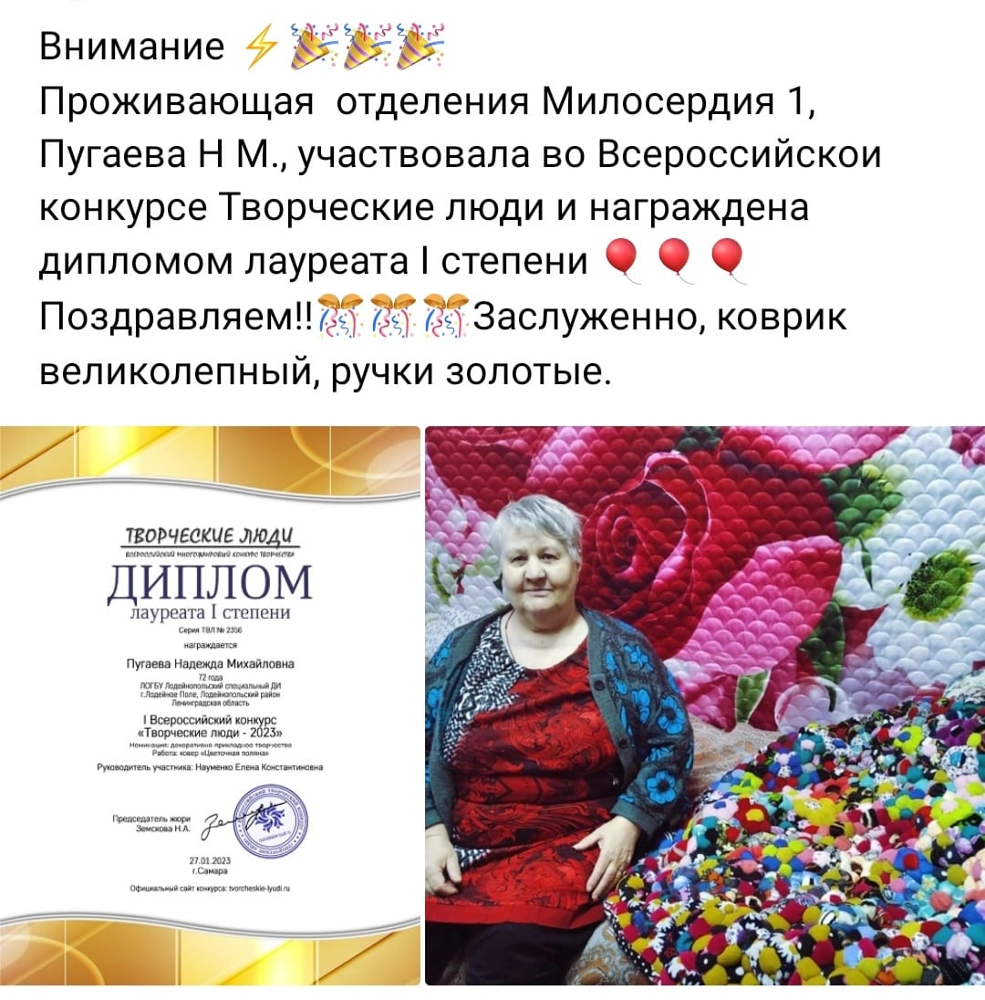 Внимание ⚡🎉🎉🎉
Проживающая отделения Милосердия 1,
Пугаева Н М., участвовала во Всероссийскои
конкурсе Творческие люди и награждена
дипломом лауреата I степени 🎈🎈🎈
Поздравляем!!🎊🎊🎊Заслуженно, коврик
великолепный, ручки золотые.
ТВОРЧЕСКИЕ ЛЮДИ
ВСЕРОССИЙСКИЙ МНОГОЖАНРОВЫЙ КОНКУРС ТВОРЧЕСТВА
ДИПЛОМ
лауреата I степени
Серия ТВЛ № 2356
награждается
Пугаева Надежда Михайловна
72 года
ЛОГБУ Лодейнопольский специальный ДИ
г.Лодейное Поле, Лодейнопольский район
Ленинградская область
I Всероссийский конкурс
«Творческие люди - 2023»
Номинация: декоративно прикладное творчество
Работа: ковер «Цветочная поляна»
Руководитель участника: Науменко Елена Константиновна
Председатель жюри
Земскова Н.А.
27.01.2023
г.Самара
Официальный сайт конкурса: tvorcheskie-lyudi.ru